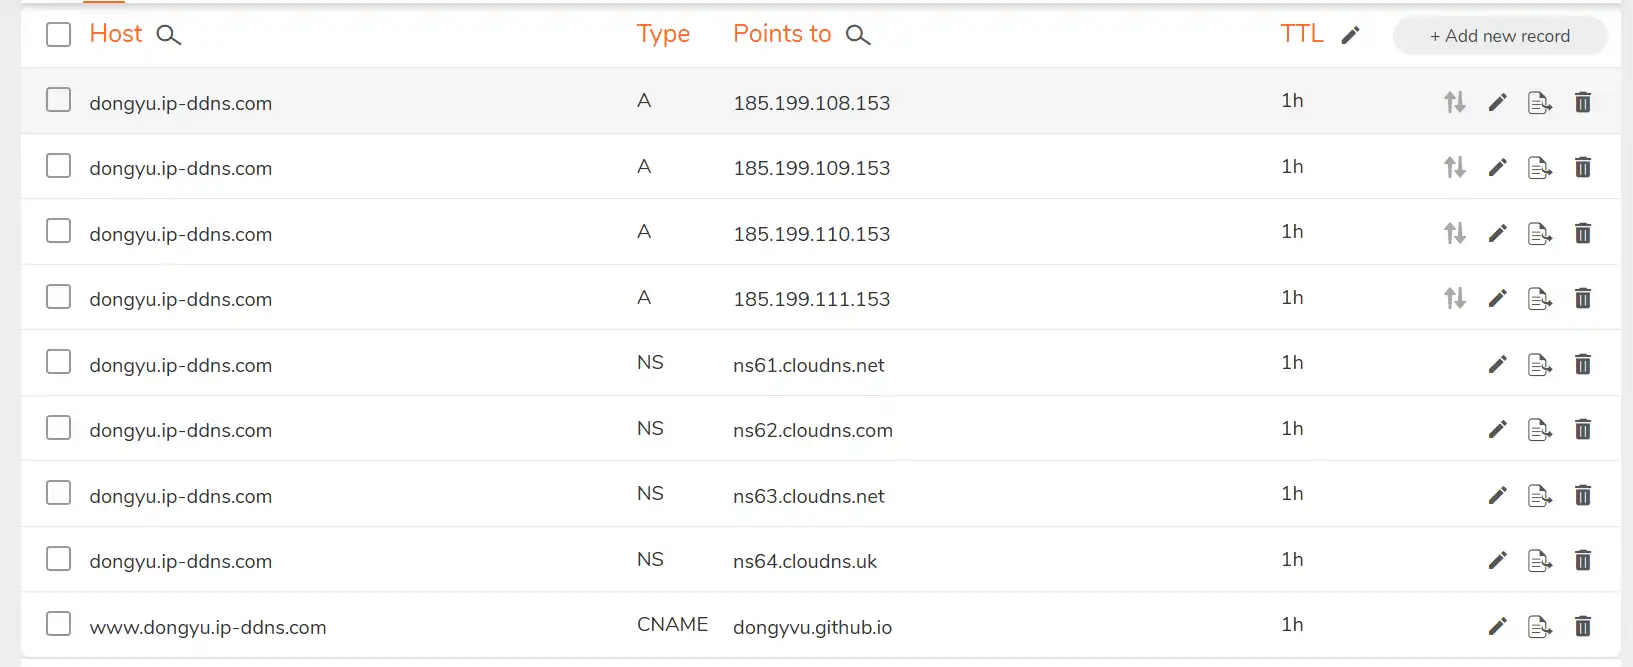 Host Type Points to TTL + Add new record
dongyu.ip-ddns.com A 185.199.108.153 1h
dongyu.ip-ddns.com A 185.199.109.153 1h
dongyu.ip-ddns.com A 185.199.110.153 1h
dongyu.ip-ddns.com A 185.199.111.153 1h
dongyu.ip-ddns.com NS ns61.cloudns.net 1h
dongyu.ip-ddns.com NS ns62.cloudns.com 1h
dongyu.ip-ddns.com NS ns63.cloudns.net 1h
dongyu.ip-ddns.com NS ns64.cloudns.uk 1h
www.dongyu.ip-ddns.com CNAME dongyvu.github.io 1h